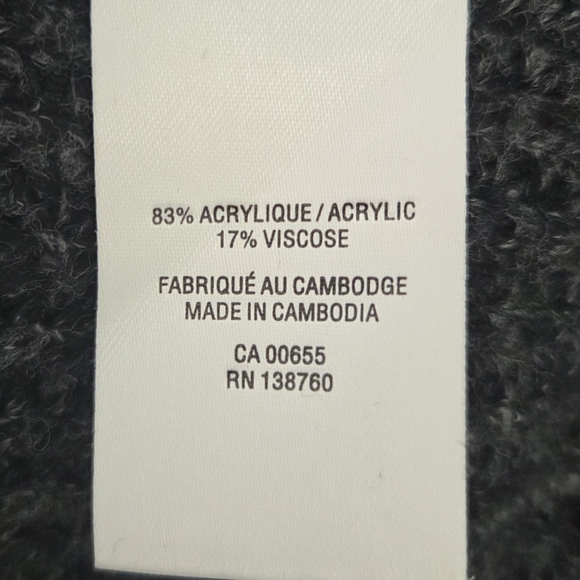 83% ACRYLIQUE / ACRYLIC
17% VISCOSE
FABRIQUÉ AU CAMBODGE
MADE IN CAMBODIA
CA 00655
RN 138760